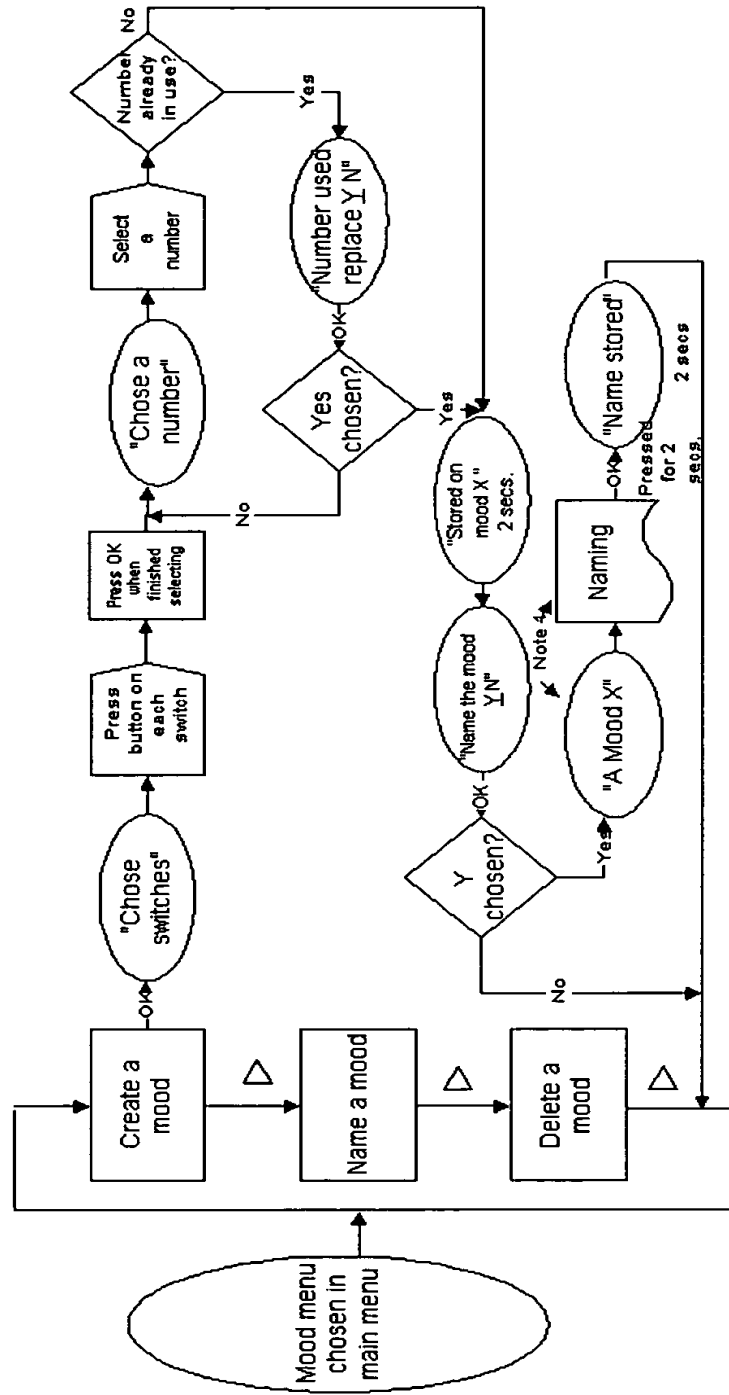 Mood menu
chosen in
main menu
Create a
mood
OK
"Chose
switches"
Press
button on
each
switch
Press OK
when
finished
selecting
"Chose a
number"
Select
a
number
Number
already
in use?
No
Yes
"Number used
replace Y N"
OK
Yes
chosen?
No
Yes
"Stored on
mood X"
2 secs.
"Name the mood
Y N"
OK
Y
chosen?
No
Yes
"A Mood X"
Note 4
Naming
OK
Pressed
for 2
secs.
"Name stored"
2 secs
Name a mood
Delete a
mood